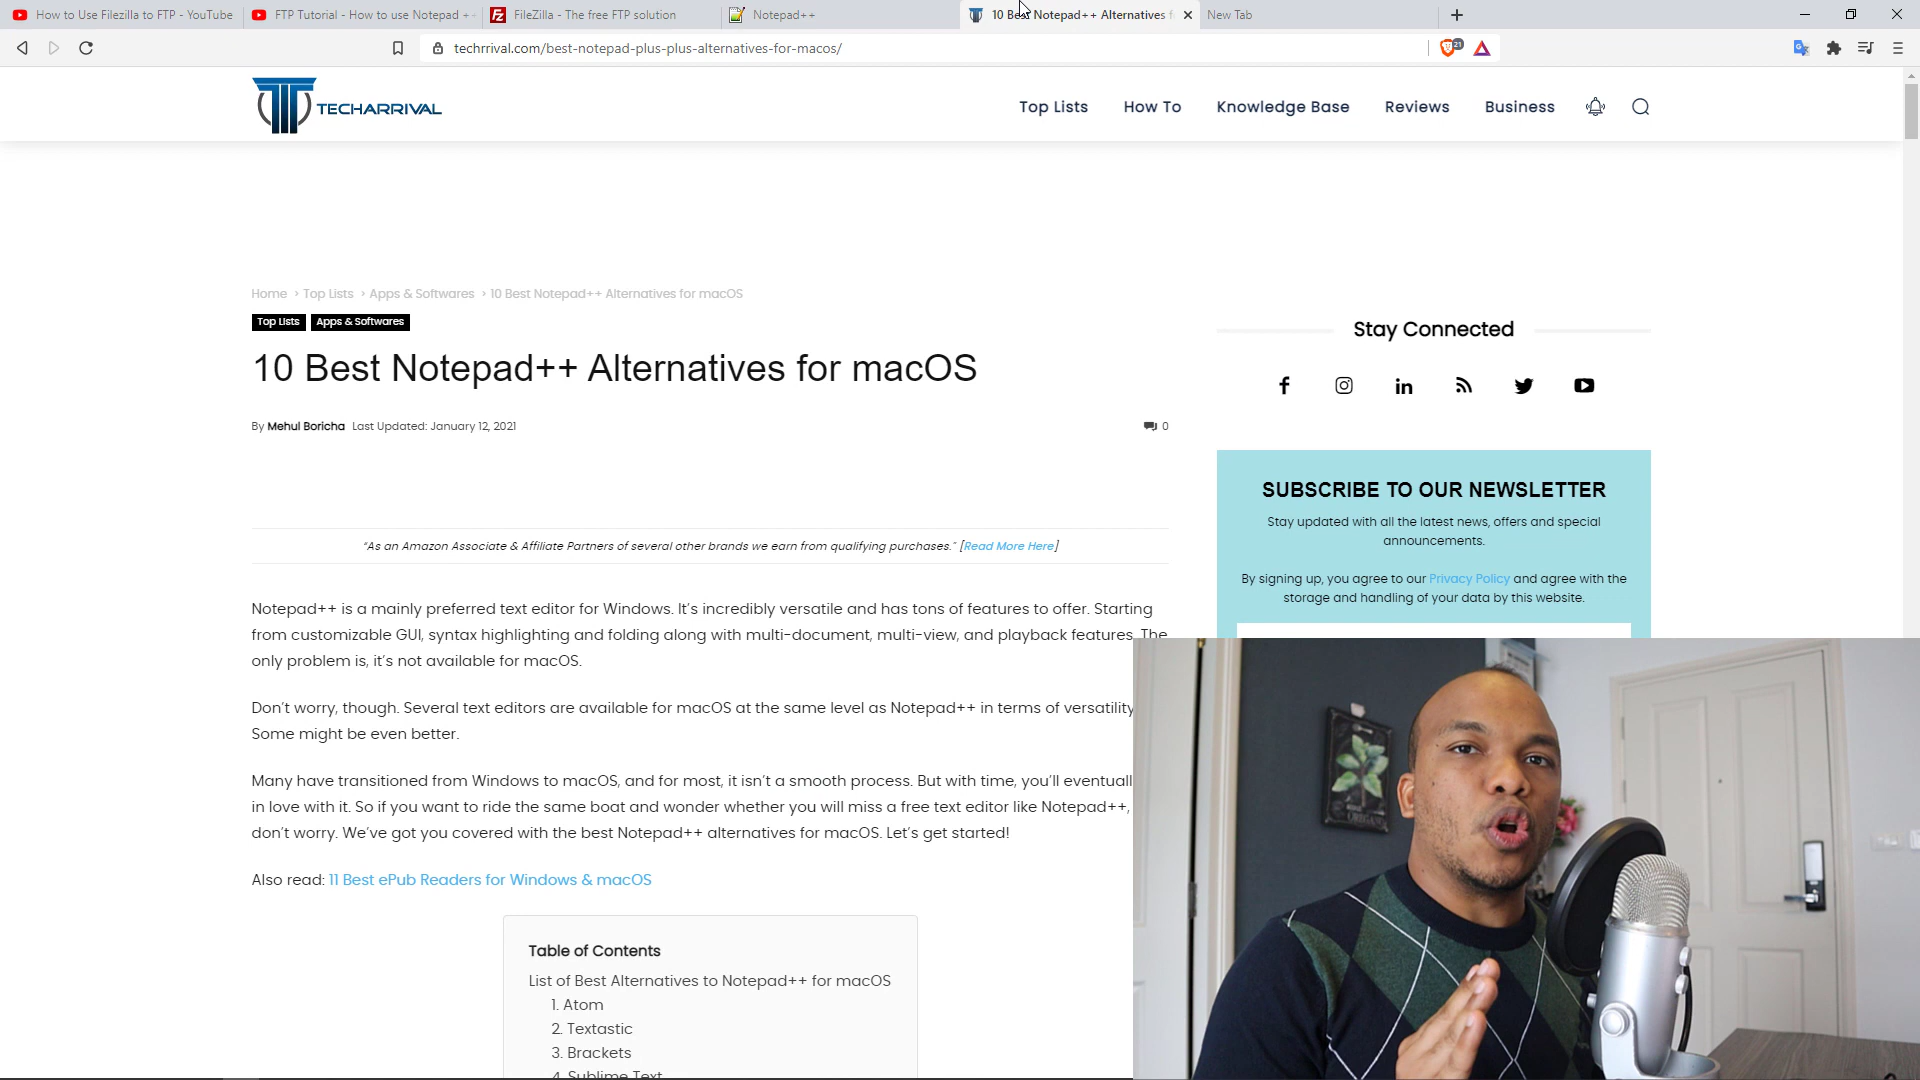 How to Use Filezilla to FTP - YouTube
FTP Tutorial - How to use Notepad +
FileZilla - The free FTP solution
Notepad++
10 Best Notepad++ Alternatives f
New Tab
techrrival.com/best-notepad-plus-plus-alternatives-for-macos/
21
TECHARRIVAL
Top Lists
How To
Knowledge Base
Reviews
Business
Home › Top Lists › Apps & Softwares › 10 Best Notepad++ Alternatives for macOS
Top Lists
Apps & Softwares
10 Best Notepad++ Alternatives for macOS
By Mehul Boricha Last Updated: January 12, 2021
0
"As an Amazon Associate & Affiliate Partners of several other brands we earn from qualifying purchases." [Read More Here]
Notepad++ is a mainly preferred text editor for Windows. It's incredibly versatile and has tons of features to offer. Starting
from customizable GUI, syntax highlighting and folding along with multi-document, multi-view, and playback features. The
only problem is, it's not available for macOS.
Don't worry, though. Several text editors are available for macOS at the same level as Notepad++ in terms of versatility
Some might be even better.
Many have transitioned from Windows to macOS, and for most, it isn't a smooth process. But with time, you'll eventuall
in love with it. So if you want to ride the same boat and wonder whether you will miss a free text editor like Notepad++,
don't worry. We've got you covered with the best Notepad++ alternatives for macOS. Let's get started!
Also read: 11 Best ePub Readers for Windows & macOS
Table of Contents
List of Best Alternatives to Notepad++ for macOS
1. Atom
2. Textastic
3. Brackets
4. Sublime Text
Stay Connected
SUBSCRIBE TO OUR NEWSLETTER
Stay updated with all the latest news, offers and special
announcements.
By signing up, you agree to our Privacy Policy and agree with the
storage and handling of your data by this website.